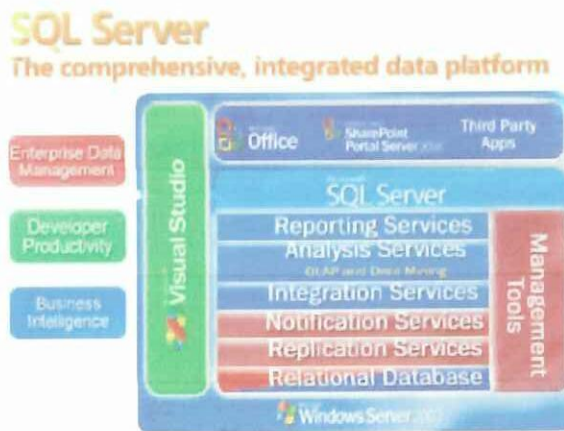 SQL Server
The comprehensive, integrated data platform
Enterprise Data
Management
Developer
Productivity
Business
Intelligence
Visual Studio
Office
SharePoint
Portal Server
Third Party
Apps
SQL Server
Reporting Services
Analysis Services
OLAP and Data Mining
Integration Services
Notification Services
Replication Services
Relational Database
Management
Tools
Windows Server 2003